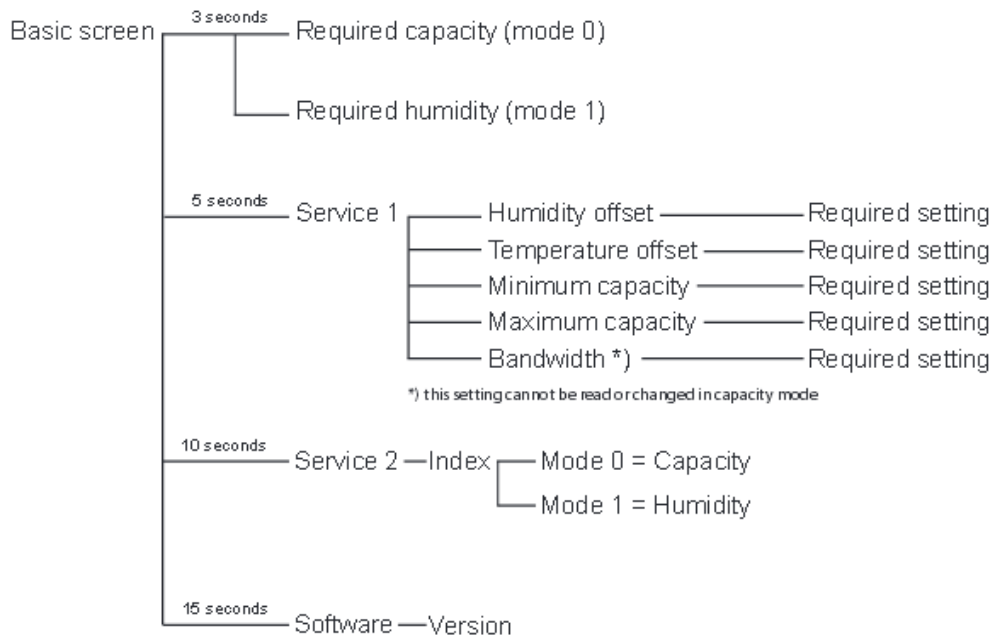 3 seconds
Basic screen
Required capacity (mode 0)
Required humidity (mode 1)
5 seconds
Service 1
Humidity offset
Required setting
Temperature offset
Required setting
Minimum capacity
Required setting
Maximum capacity
Required setting
Bandwidth *)
Required setting
*) this setting cannot be read or changed in capacity mode
10 seconds
Service 2
Index
Mode 0 = Capacity
Mode 1 = Humidity
15 seconds
Software
Version